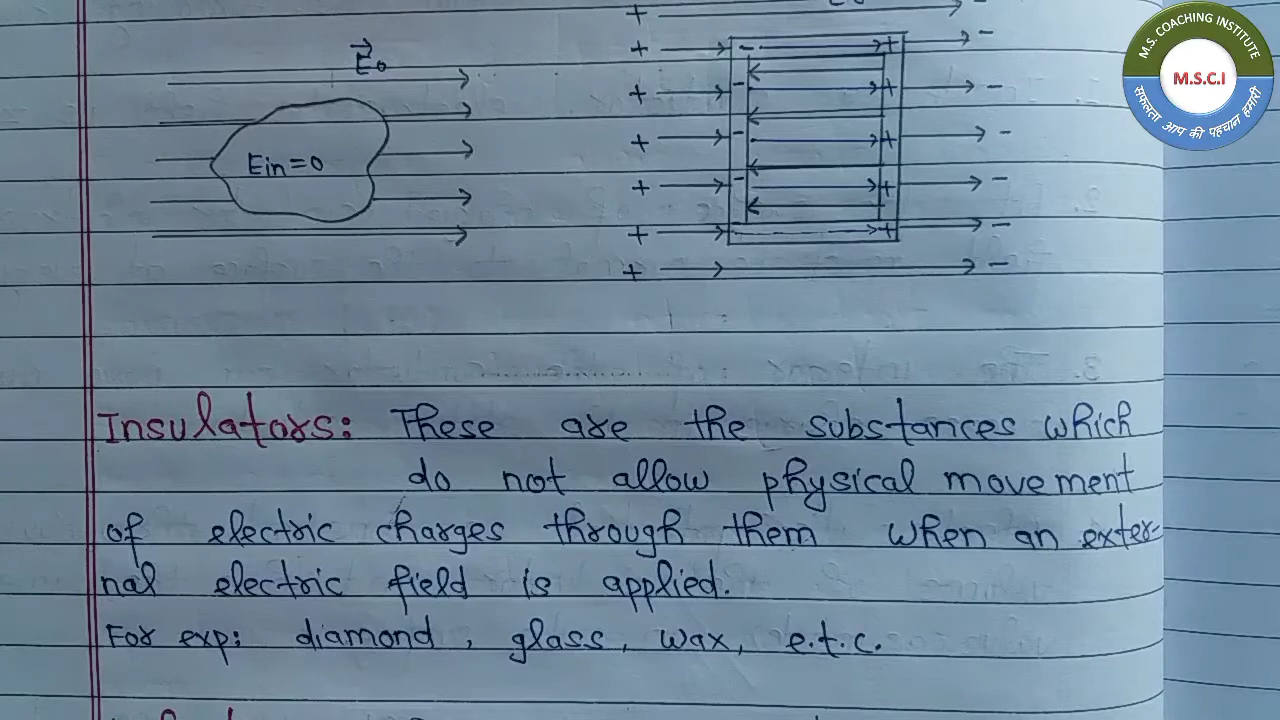 E₀
Ein=0
+ −
+ → − + −
+ − + −
+ − + −
+ − + −
+ + −
+ −
Insulators: These are the substances which
do not allow physical movement
of electric charges through them when an exter-
nal electric field is applied.
For exp: diamond, glass, wax, e.t.c.
M.S. COACHING INSTITUTE
M.S.C.I
सफलता आप की पहचान हमारी